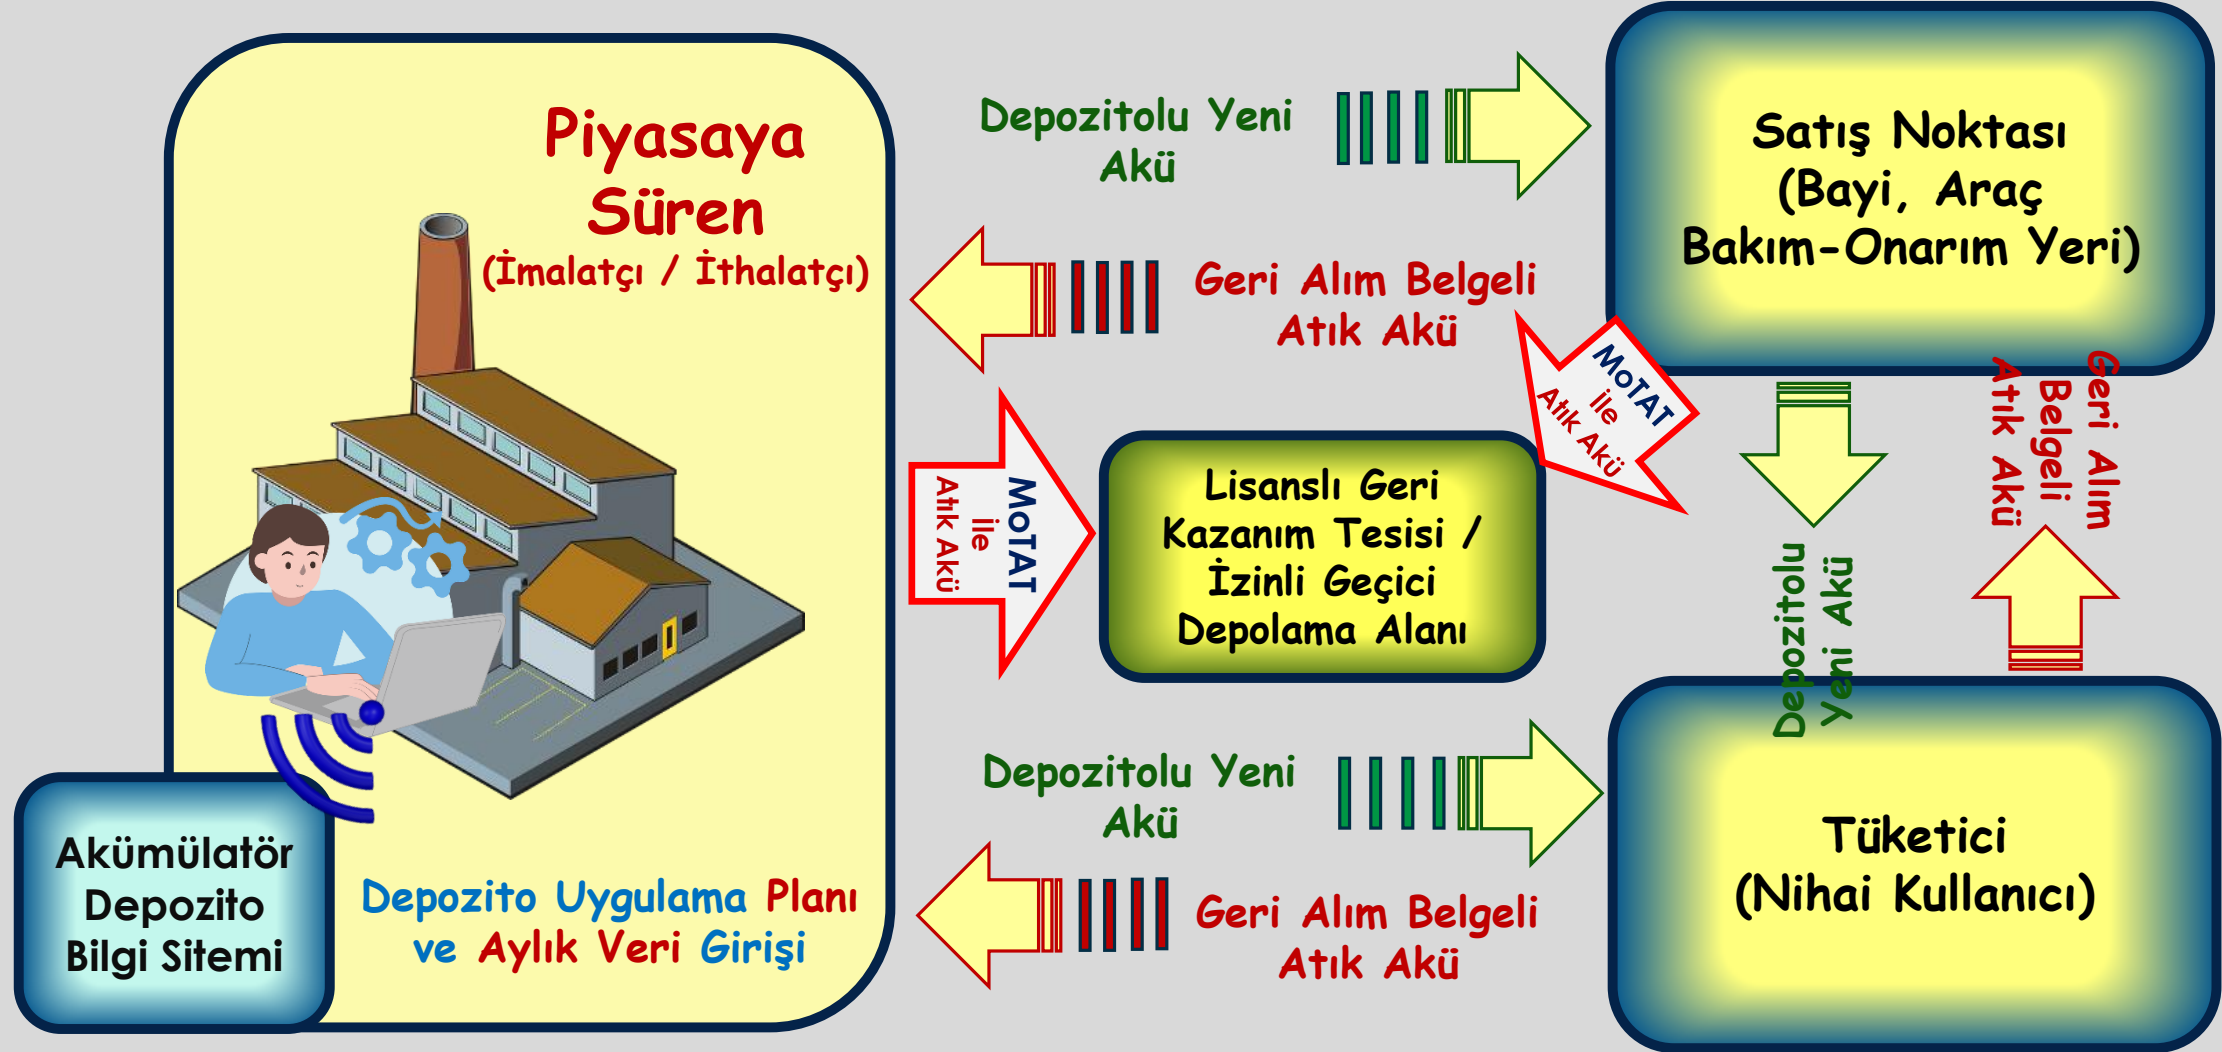 Piyasaya
Süren
(İmalatçı / İthalatçı)
Depozito Uygulama Planı
ve Aylık Veri Girişi
Akümülatör
Depozito
Bilgi Sitemi
Depozitolu Yeni
Akü
Geri Alım Belgeli
Atık Akü
MoTAT
İle
Atık Akü
Lisanslı Geri
Kazanım Tesisi /
İzinli Geçici
Depolama Alanı
MoTAT
İle
Atık Akü
Depozitolu Yeni
Akü
Geri Alım Belgeli
Atık Akü
Satış Noktası
(Bayi, Araç
Bakım-Onarım Yeri)
Depozitolu
Yeni Akü
Geri Alım
Belgeli
Atık Akü
Tüketici
(Nihai Kullanıcı)